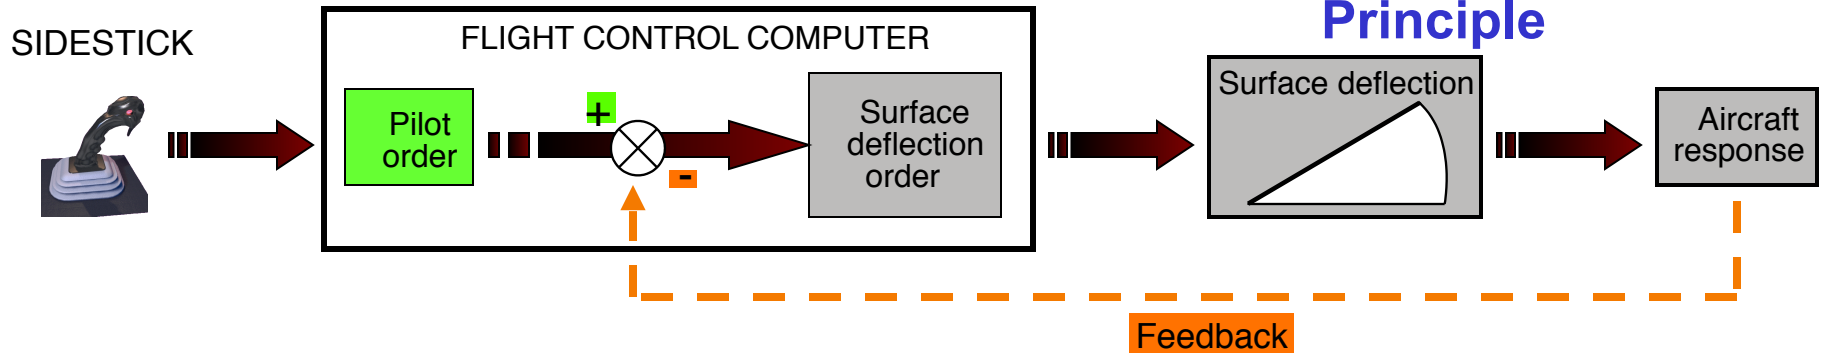 Principle
SIDESTICK
FLIGHT CONTROL COMPUTER
Pilot
order
+
-
Surface
deflection
order
Surface deflection
Aircraft
response
Feedback